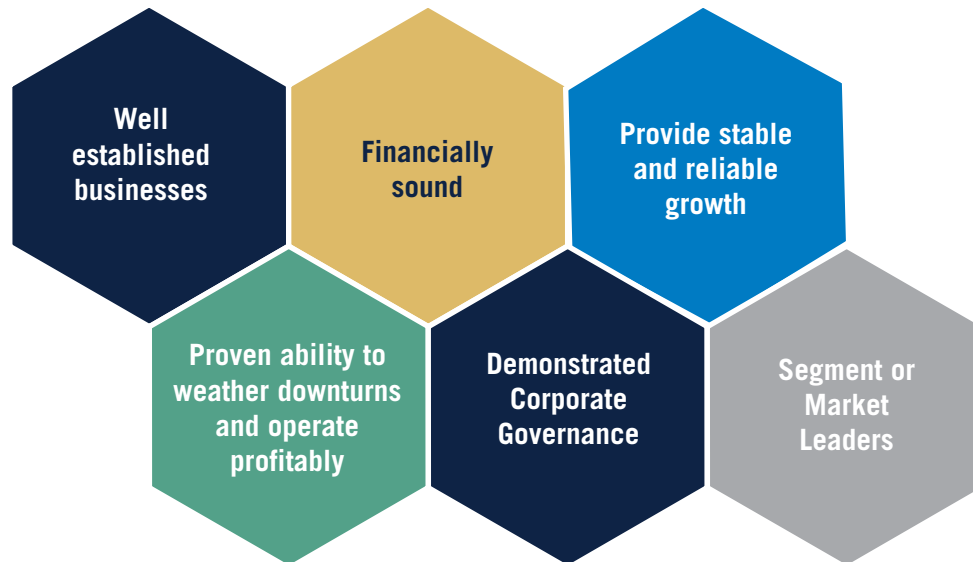 Well
established
businesses
Financially
sound
Provide stable
and reliable
growth
Proven ability to
weather downturns
and operate
profitably
Demonstrated
Corporate
Governance
Segment or
Market
Leaders